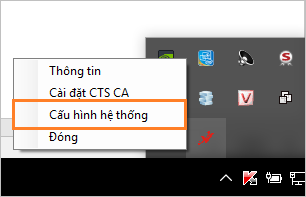 Thông tin
Cài đặt CTS CA
Cấu hình hệ thống
Đóng